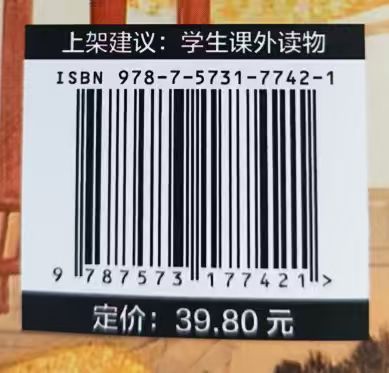 上架建议：学生课外读物
ISBN 978-7-5731-7742-1
9 787573 177421 >
定价：39.80 元